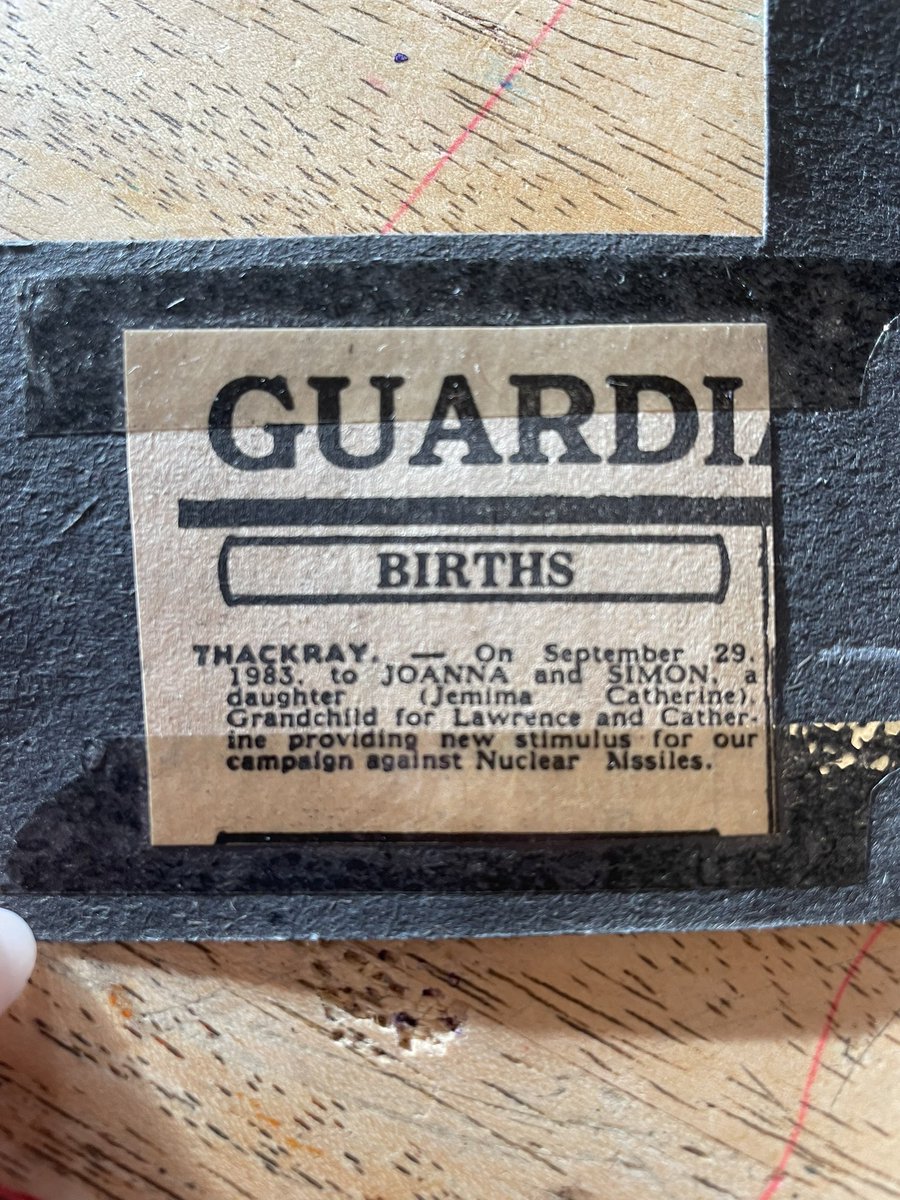 GUARDI
BIRTHS
THACKRAY. — On September 29,
1983, to JOANNA and SIMON, a
daughter (Jemima Catherine).
Grandchild for Lawrence and Cather-
ine providing new stimulus for our
campaign against Nuclear Missiles.